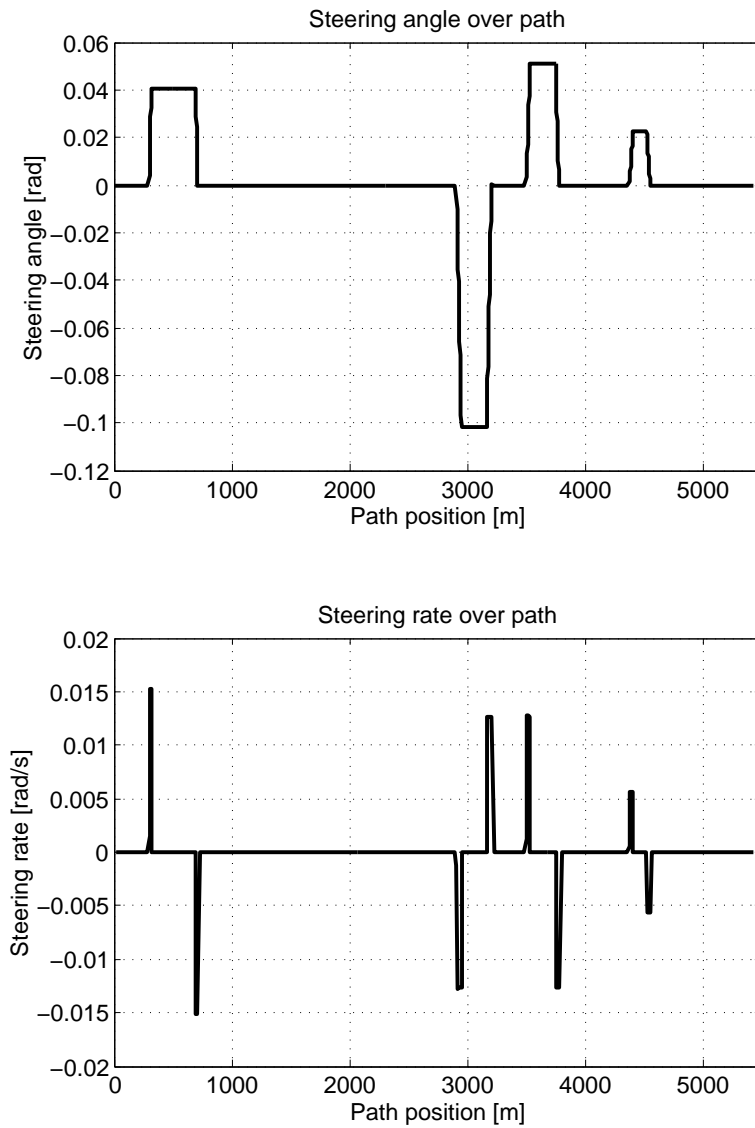 Steering angle over path
0.06
0.04
0.02
0
−0.02
−0.04
−0.06
−0.08
−0.1
−0.12
Steering angle [rad]
0 1000 2000 3000 4000 5000
Path position [m]
Steering rate over path
0.02
0.015
0.01
0.005
0
−0.005
−0.01
−0.015
−0.02
Steering rate [rad/s]
0 1000 2000 3000 4000 5000
Path position [m]